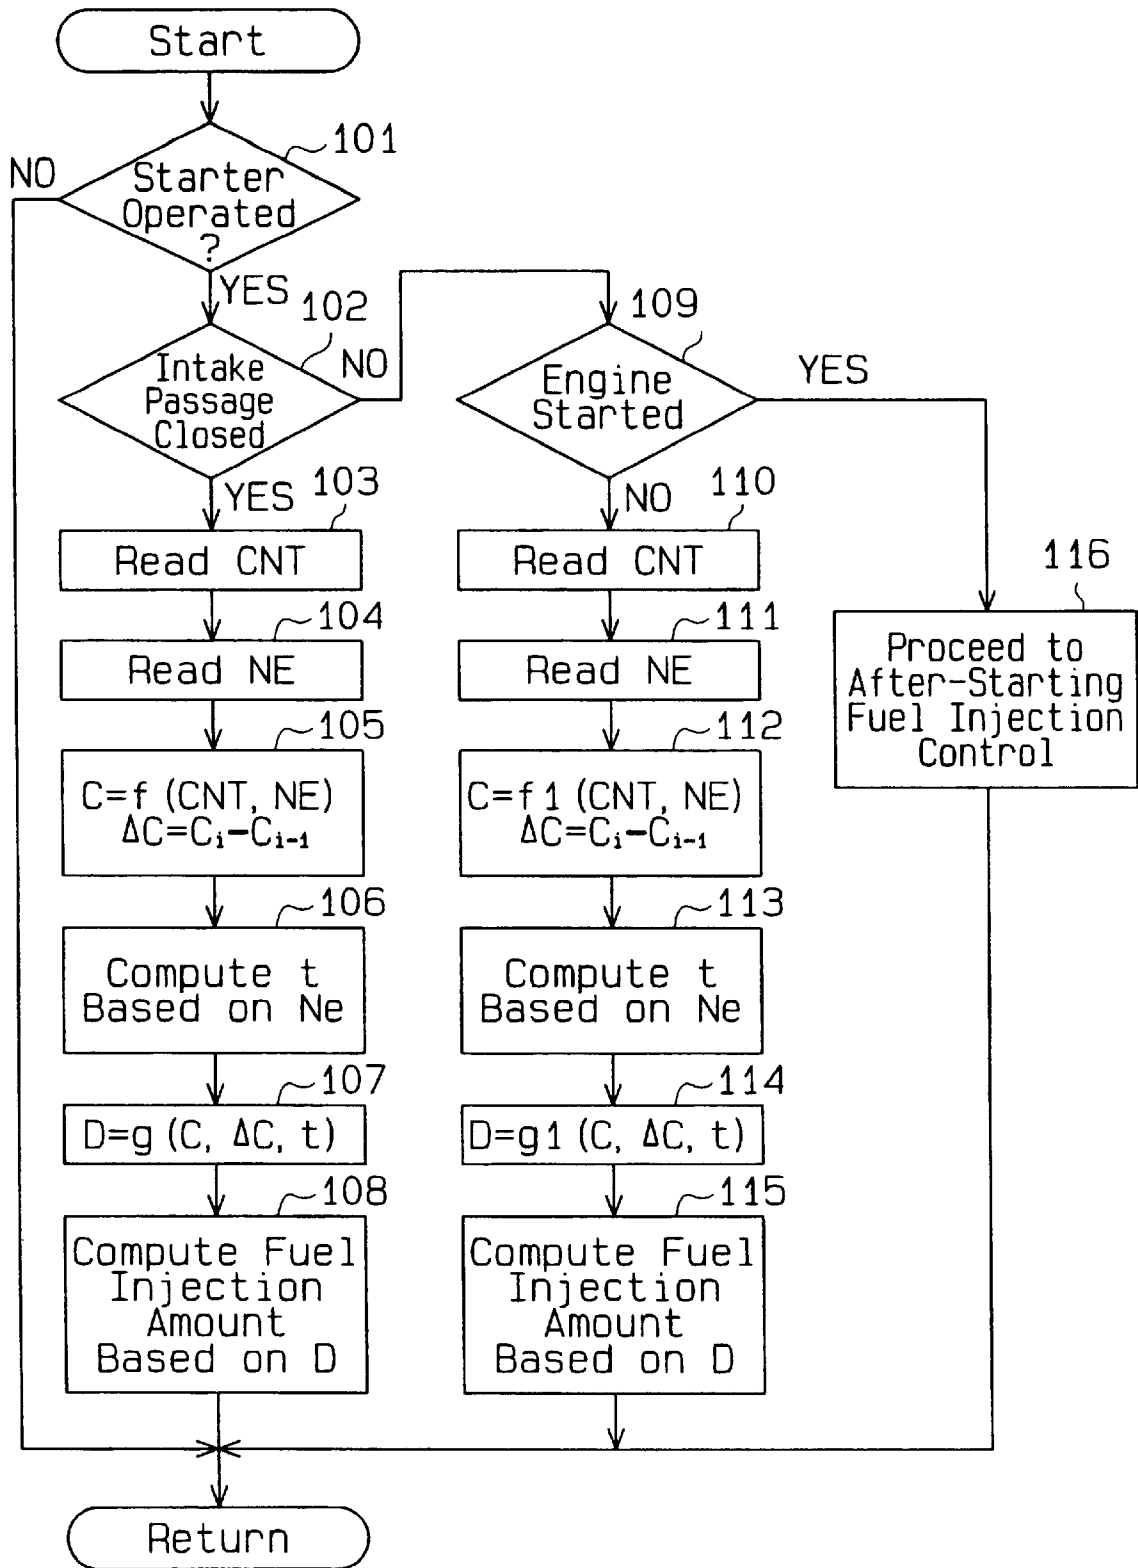 Start
101
NO
Starter
Operated
?
YES
102
Intake
Passage
Closed
NO
109
Engine
Started
YES
YES
103
Read CNT
104
Read NE
105
C=f (CNT, NE)
ΔC=Cᵢ−Cᵢ₋₁
106
Compute t
Based on Ne
107
D=g (C, ΔC, t)
108
Compute Fuel
Injection
Amount
Based on D
NO
110
Read CNT
111
Read NE
112
C=f1 (CNT, NE)
ΔC=Cᵢ−Cᵢ₋₁
113
Compute t
Based on Ne
114
D=g1 (C, ΔC, t)
115
Compute Fuel
Injection
Amount
Based on D
116
Proceed to
After-Starting
Fuel Injection
Control
Return